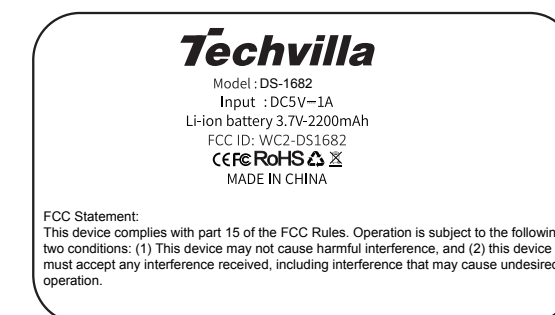 Techvilla
Model : DS-1682
Input : DC5V⎓1A
Li-ion battery 3.7V-2200mAh
FCC ID: WC2-DS1682
CE FC RoHS
MADE IN CHINA
FCC Statement:
This device complies with part 15 of the FCC Rules. Operation is subject to the followin
two conditions: (1) This device may not cause harmful interference, and (2) this device
must accept any interference received, including interference that may cause undesired
operation.